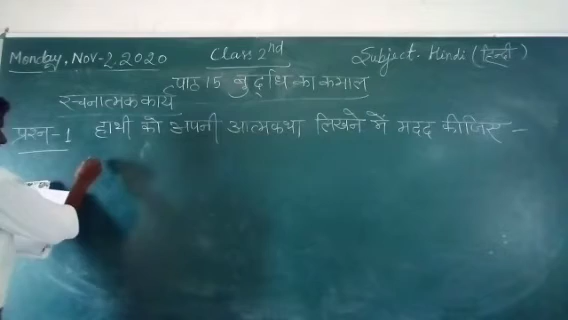 Monday, Nov-2, 2020 Class 2nd Subject- Hindi (हिन्दी)
पाठ 15 बुद्धि का कमाल
रचनात्मक कार्य
प्रश्न-1 हाथी को अपनी आत्मकथा लिखने में मदद कीजिए -